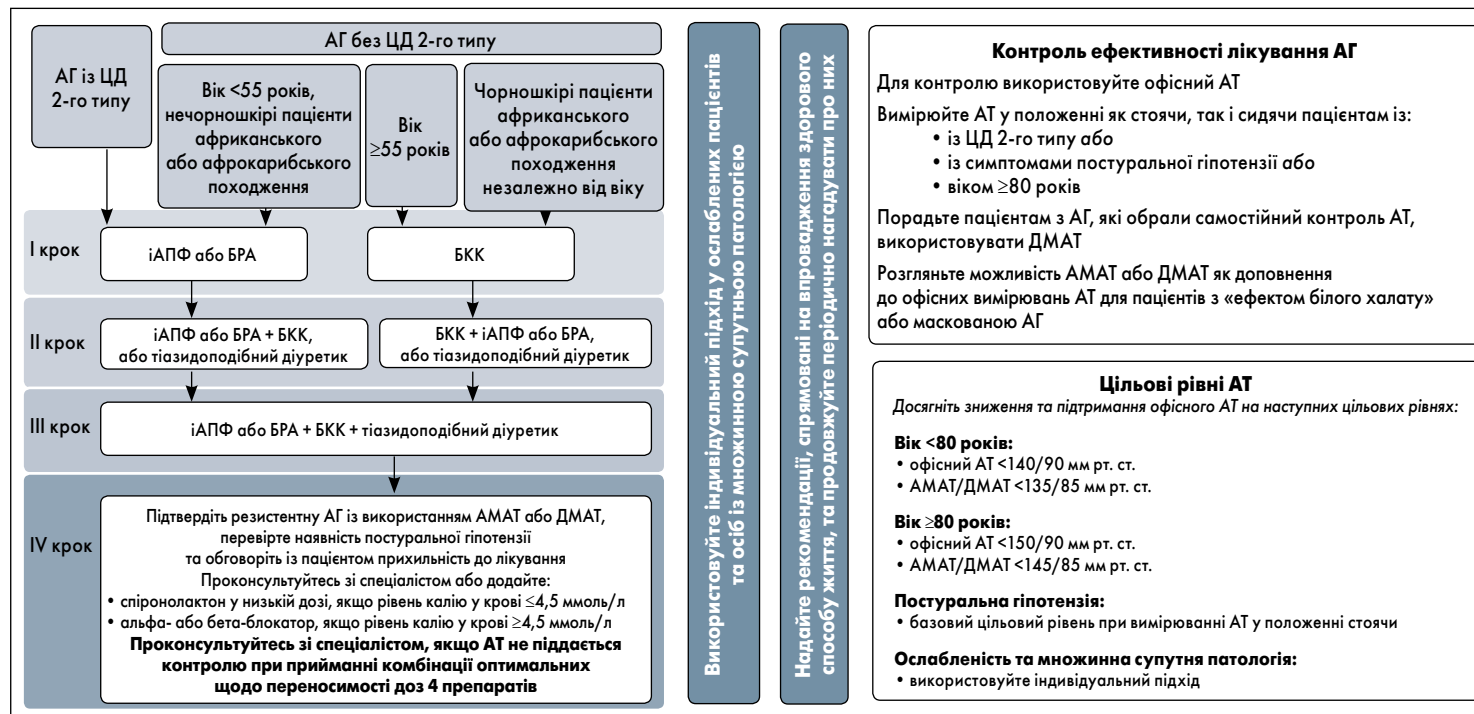 АГ із ЦД
2-го типу
АГ без ЦД 2-го типу
Вік <55 років,
нечорношкірі пацієнти
африканського
або афрокарибського
походження
Вік
≥55 років
Чорношкірі пацієнти
африканського
або афрокарибського
походження
незалежно від віку
I крок
іАПФ або БРА
БКК
II крок
іАПФ або БРА + БКК,
або тіазидоподібний діуретик
БКК + іАПФ або БРА,
або тіазидоподібний діуретик
III крок
іАПФ або БРА + БКК + тіазидоподібний діуретик
IV крок
Підтвердіть резистентну АГ із використанням АМАТ або ДМАТ,
перевірте наявність постуральної гіпотензії
та обговоріть із пацієнтом прихильність до лікування
Проконсультуйтесь зі спеціалістом або додайте:
• спіронолактон у низькій дозі, якщо рівень калію у крові ≤4,5 ммоль/л
• альфа- або бета-блокатор, якщо рівень калію у крові ≥4,5 ммоль/л
Проконсультуйтесь зі спеціалістом, якщо АТ не піддається
контролю при прийманні комбінації оптимальних
щодо переносимості доз 4 препаратів
Використовуйте індивідуальний підхід у ослаблених пацієнтів
та осіб із множинною супутньою патологією
Надайте рекомендації, спрямовані на впровадження здорового
способу життя, та продовжуйте періодично нагадувати про них
Контроль ефективності лікування АГ
Для контролю використовуйте офісний АТ
Вимірюйте АТ у положенні як стоячи, так і сидячи пацієнтам із:
• із ЦД 2-го типу або
• із симптомами постуральної гіпотензії або
• віком ≥80 років
Порадьте пацієнтам з АГ, які обрали самостійний контроль АТ,
використовувати ДМАТ
Розгляньте можливість АМАТ або ДМАТ як доповнення
до офісних вимірювань АТ для пацієнтів з «ефектом білого халату»
або маскованою АГ
Цільові рівні АТ
Досягніть зниження та підтримання офісного АТ на наступних цільових рівнях:
Вік <80 років:
• офісний АТ <140/90 мм рт. ст.
• АМАТ/ДМАТ <135/85 мм рт. ст.
Вік ≥80 років:
• офісний АТ <150/90 мм рт. ст.
• АМАТ/ДМАТ <145/85 мм рт. ст.
Постуральна гіпотензія:
• базовий цільовий рівень при вимірюванні АТ у положенні стоячи
Ослабленість та множинна супутня патологія:
• використовуйте індивідуальний підхід